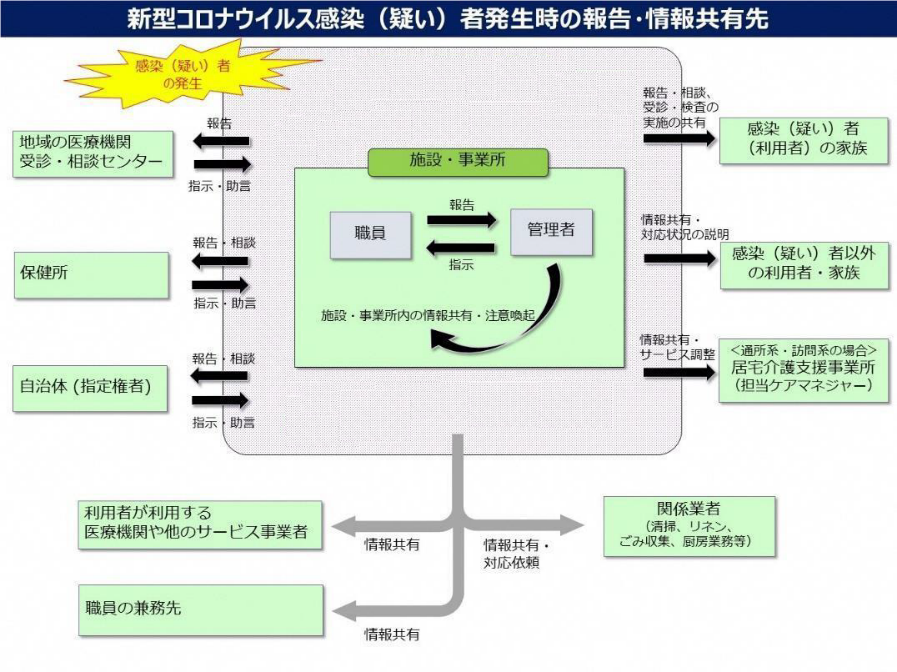 新型コロナウイルス感染（疑い）者発生時の報告･情報共有先
感染（疑い）者
の発生
地域の医療機関
受診・相談センター
報告
指示・助言
保健所
報告・相談
指示・助言
自治体 (指定権者)
報告・相談
指示・助言
施設・事業所
職員
報告
指示
管理者
施設・事業所内の情報共有・注意喚起
報告・相談、
受診・検査の
実施の共有
感染（疑い）者
（利用者）の家族
情報共有・
対応状況の説明
感染（疑い）者以外
の利用者・家族
情報共有・
サービス調整
＜通所系・訪問系の場合＞
居宅介護支援事業所
（担当ケアマネジャー）
利用者が利用する
医療機関や他のサービス事業者
情報共有
情報共有・
対応依頼
関係業者
（清掃、リネン、
ごみ収集、厨房業務等）
職員の兼務先
情報共有